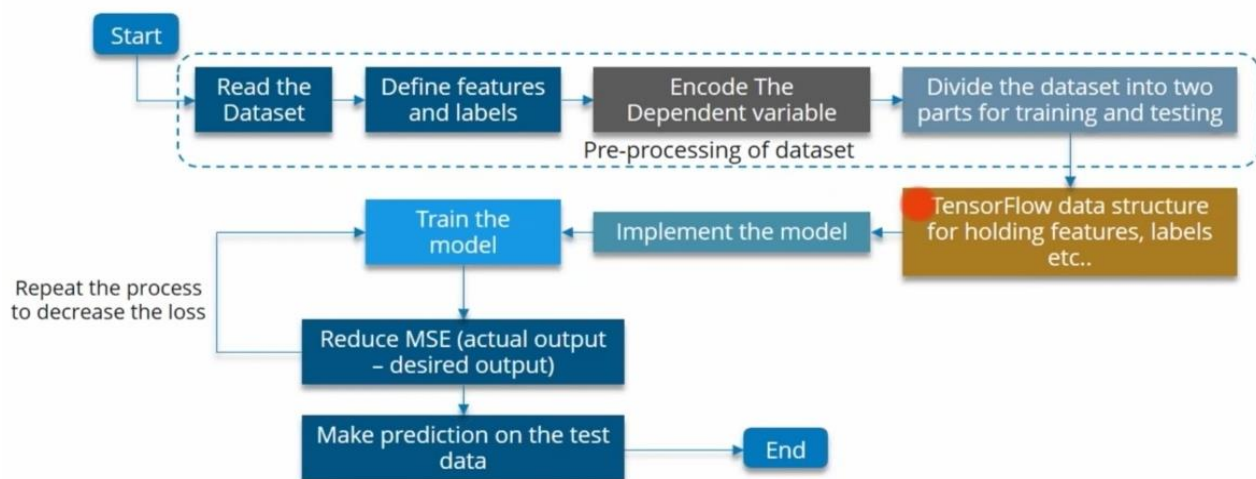 Start
Read the
Dataset
Define features
and labels
Encode The
Dependent variable
Divide the dataset into two
parts for training and testing
Pre-processing of dataset
TensorFlow data structure
for holding features, labels
etc..
Implement the model
Train the
model
Repeat the process
to decrease the loss
Reduce MSE (actual output
– desired output)
Make prediction on the test
data
End